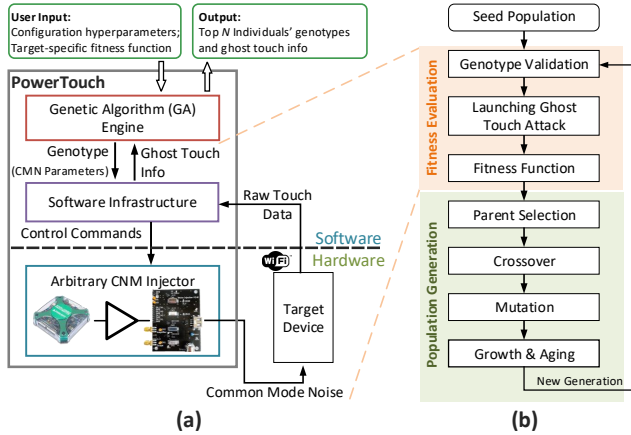 User Input:
Configuration hyperparameters;
Target-specific fitness function
Output:
Top N Individuals' genotypes
and ghost touch info
PowerTouch
Genetic Algorithm (GA)
Engine
Genotype
(CMN Parameters)
Ghost Touch
Info
Software Infrastructure
Raw Touch
Data
Control Commands
Software
Hardware
WiFi
Arbitrary CNM Injector
Target
Device
Common Mode Noise
(a)
Seed Population
Fitness Evaluation
Genotype Validation
Launching Ghost
Touch Attack
Fitness Function
Population Generation
Parent Selection
Crossover
Mutation
Growth & Aging
New Generation
(b)